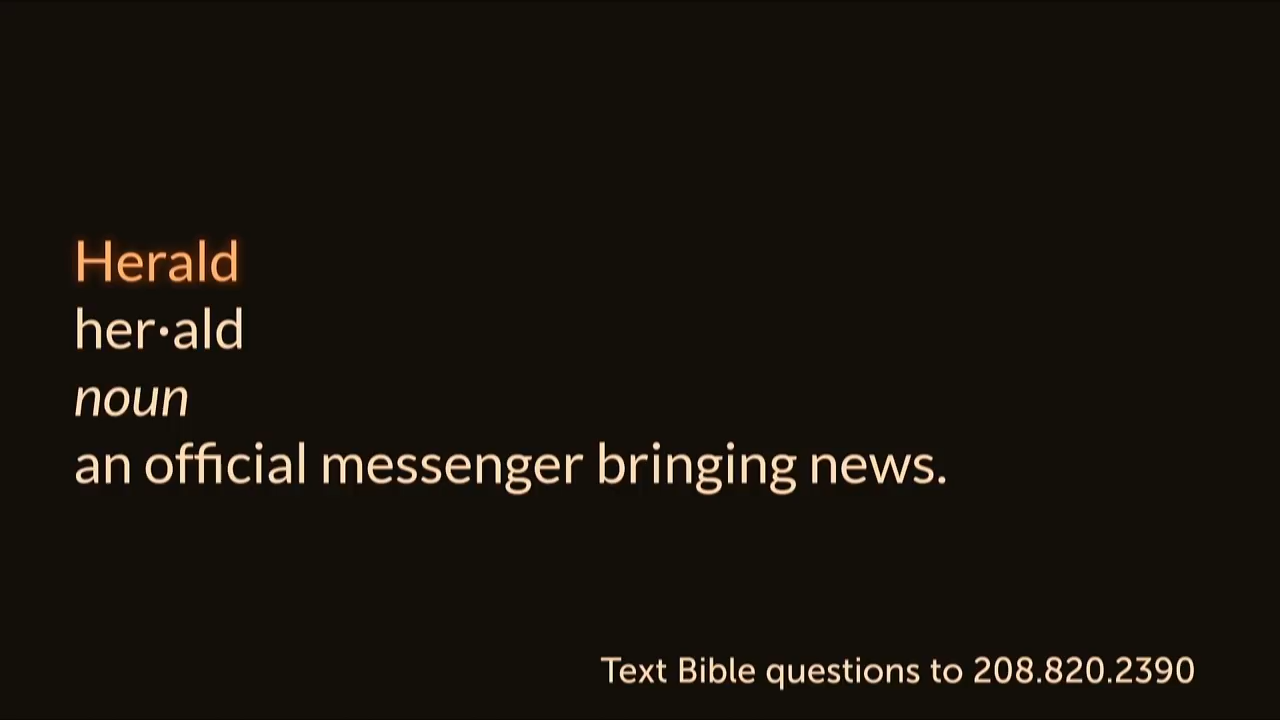 Herald
her·ald
noun
an official messenger bringing news.
Text Bible questions to 208.820.2390